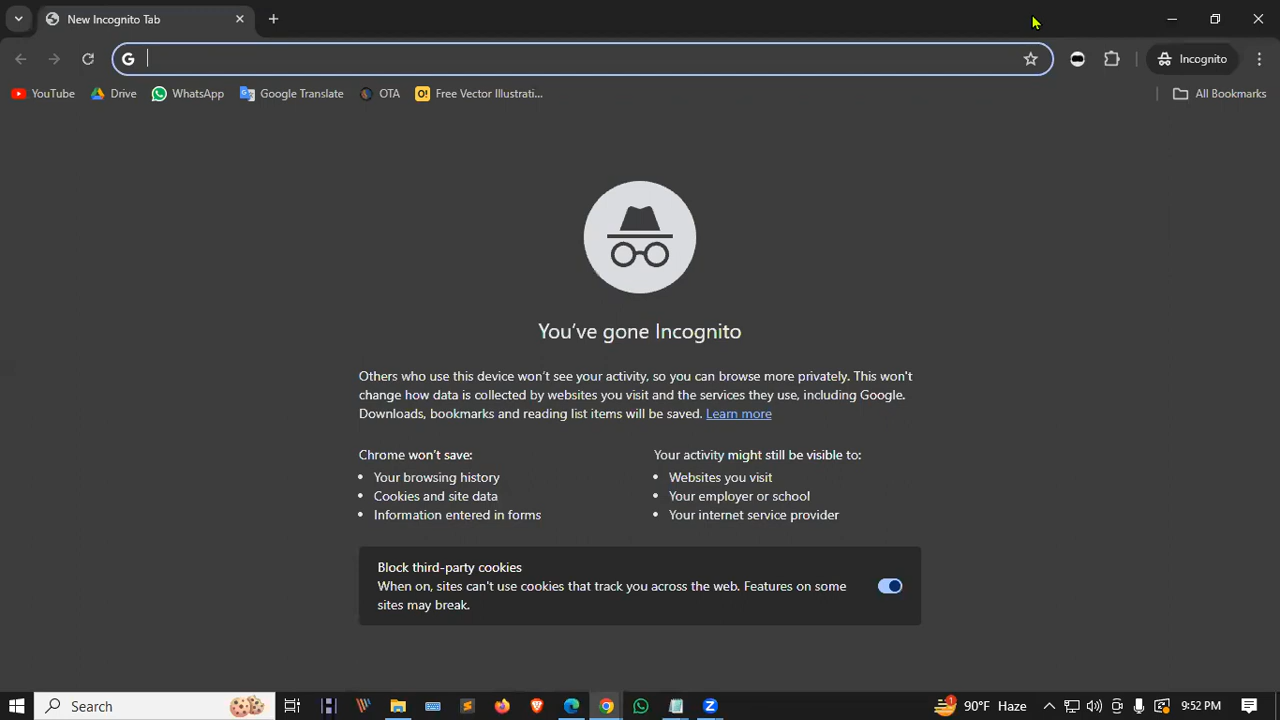 New Incognito Tab
Incognito
YouTube
Drive
WhatsApp
Google Translate
OTA
Free Vector Illustrati...
All Bookmarks
You've gone Incognito
Others who use this device won't see your activity, so you can browse more privately. This won't
change how data is collected by websites you visit and the services they use, including Google.
Downloads, bookmarks and reading list items will be saved. Learn more
Chrome won't save:
• Your browsing history
• Cookies and site data
• Information entered in forms
Your activity might still be visible to:
• Websites you visit
• Your employer or school
• Your internet service provider
Block third-party cookies
When on, sites can't use cookies that track you across the web. Features on some
sites may break.
Search
1
90°F Haze
9:52 PM